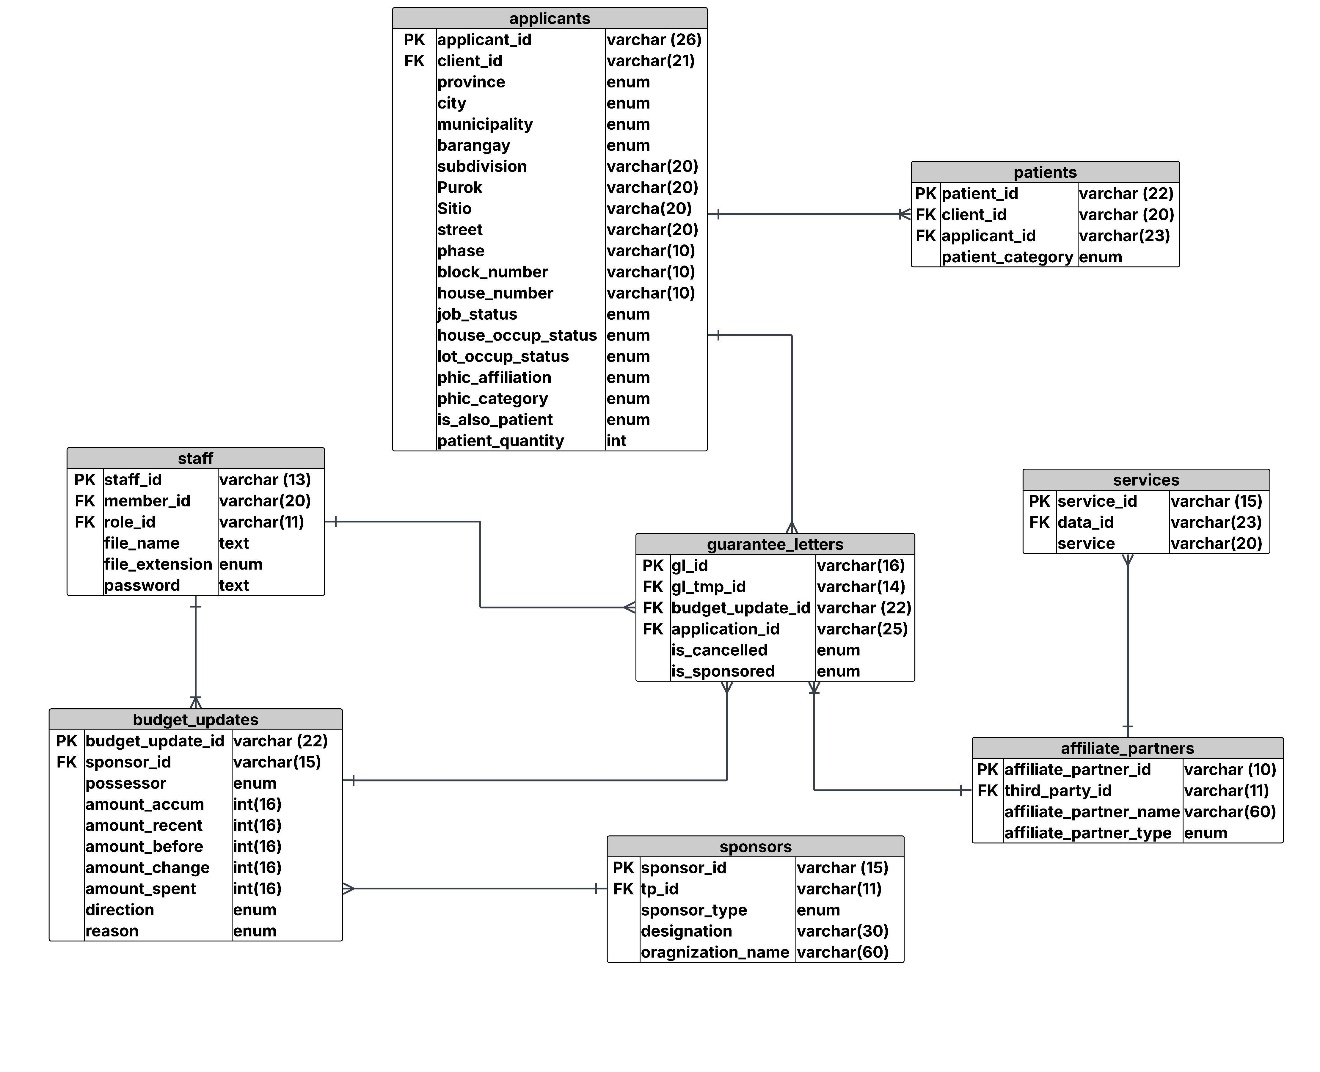 applicants
PK applicant_id varchar (26)
FK client_id varchar(21)
province enum
city enum
municipality enum
barangay enum
subdivision varchar(20)
Purok varchar(20)
Sitio varcha(20)
street varchar(20)
phase varchar(10)
block_number varchar(10)
house_number varchar(10)
job_status enum
house_occup_status enum
lot_occup_status enum
phic_affiliation enum
phic_category enum
is_also_patient enum
patient_quantity int
patients
PK patient_id varchar (22)
FK client_id varchar (20)
FK applicant_id varchar(23)
patient_category enum
staff
PK staff_id varchar (13)
FK member_id varchar(20)
FK role_id varchar(11)
file_name text
file_extension enum
password text
services
PK service_id varchar (15)
FK data_id varchar(23)
service varchar(20)
guarantee_letters
PK gl_id varchar(16)
FK gl_tmp_id varchar(14)
FK budget_update_id varchar (22)
FK application_id varchar(25)
is_cancelled enum
is_sponsored enum
budget_updates
PK budget_update_id varchar (22)
FK sponsor_id varchar(15)
possessor enum
amount_accum int(16)
amount_recent int(16)
amount_before int(16)
amount_change int(16)
amount_spent int(16)
direction enum
reason enum
affiliate_partners
PK affiliate_partner_id varchar (10)
FK third_party_id varchar(11)
affiliate_partner_name varchar(60)
affiliate_partner_type enum
sponsors
PK sponsor_id varchar (15)
FK tp_id varchar(11)
sponsor_type enum
designation varchar(30)
oragnization_name varchar(60)